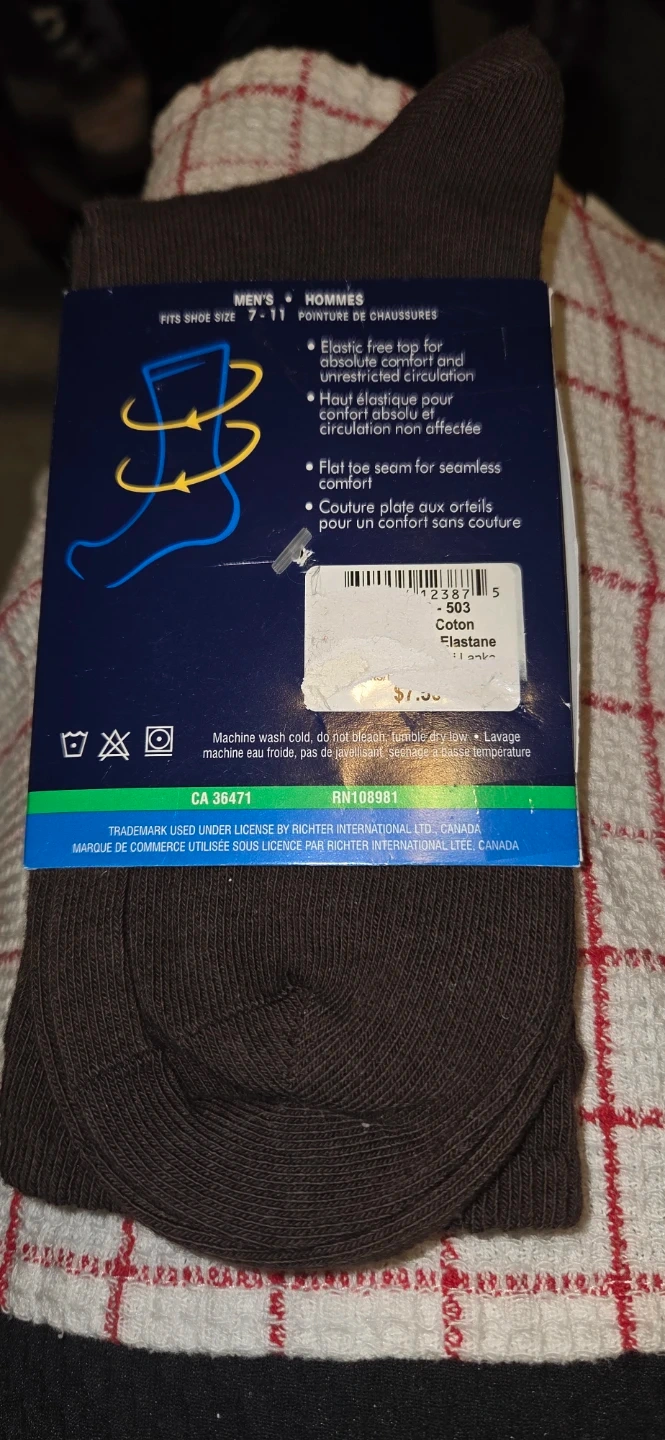 MEN'S • HOMMES
FITS SHOE SIZE 7-11 POINTURE DE CHAUSSURES
• Elastic free top for
absolute comfort and
unrestricted circulation
• Haut élastique pour
confort absolu et
circulation non affectée
• Flat toe seam for seamless
comfort
• Couture plate aux orteils
pour un confort sans couture
12387 5
- 503
Coton
Elastane
Machine wash cold, do not bleach, tumble dry low. • Lavage
machine eau froide, pas de javellisant, séchage à basse température
CA 36471 RN108981
TRADEMARK USED UNDER LICENSE BY RICHTER INTERNATIONAL LTD., CANADA
MARQUE DE COMMERCE UTILISÉE SOUS LICENCE PAR RICHTER INTERNATIONAL LTÉE, CANADA